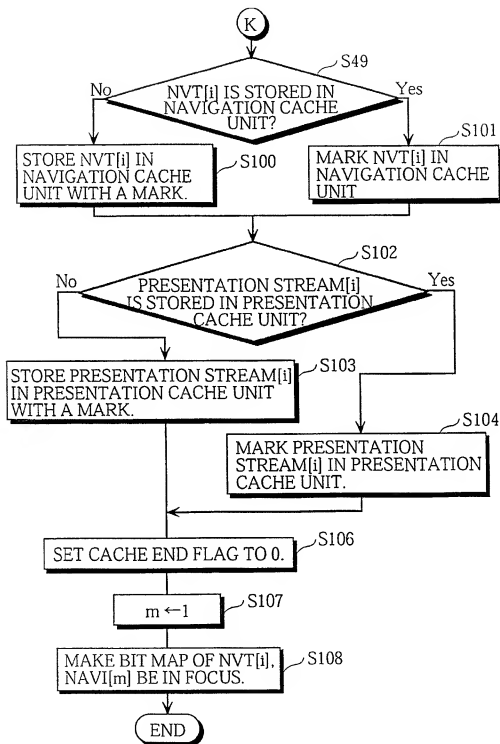 K
S49
No
NVT[i] IS STORED IN
NAVIGATION CACHE
UNIT?
Yes
STORE NVT[i] IN
NAVIGATION CACHE
UNIT WITH A MARK.
S100
S101
MARK NVT[i] IN
NAVIGATION CACHE
UNIT
S102
No
PRESENTATION STREAM[i]
IS STORED IN PRESENTATION
CACHE UNIT?
Yes
STORE PRESENTATION STREAM[i]
IN PRESENTATION CACHE UNIT
WITH A MARK.
S103
S104
MARK PRESENTATION
STREAM[i] IN PRESENTATION
CACHE UNIT.
SET CACHE END FLAG TO 0.
S106
m ←1
S107
MAKE BIT MAP OF NVT[i],
NAVI[m] BE IN FOCUS.
S108
END